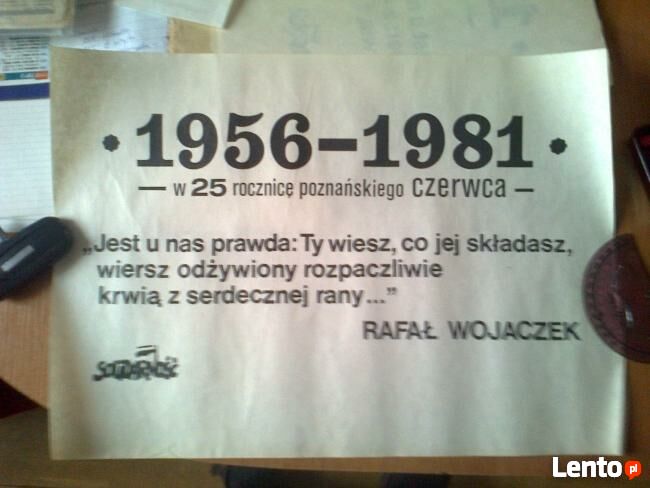 • 1956–1981 •
— w 25 rocznicę poznańskiego czerwca —
„Jest u nas prawda: Ty wiesz, co jej składasz,
wiersz odżywiony rozpaczliwie
krwią z serdecznej rany...”
RAFAŁ WOJACZEK
SOLIDARNOŚĆ
Lento.pl